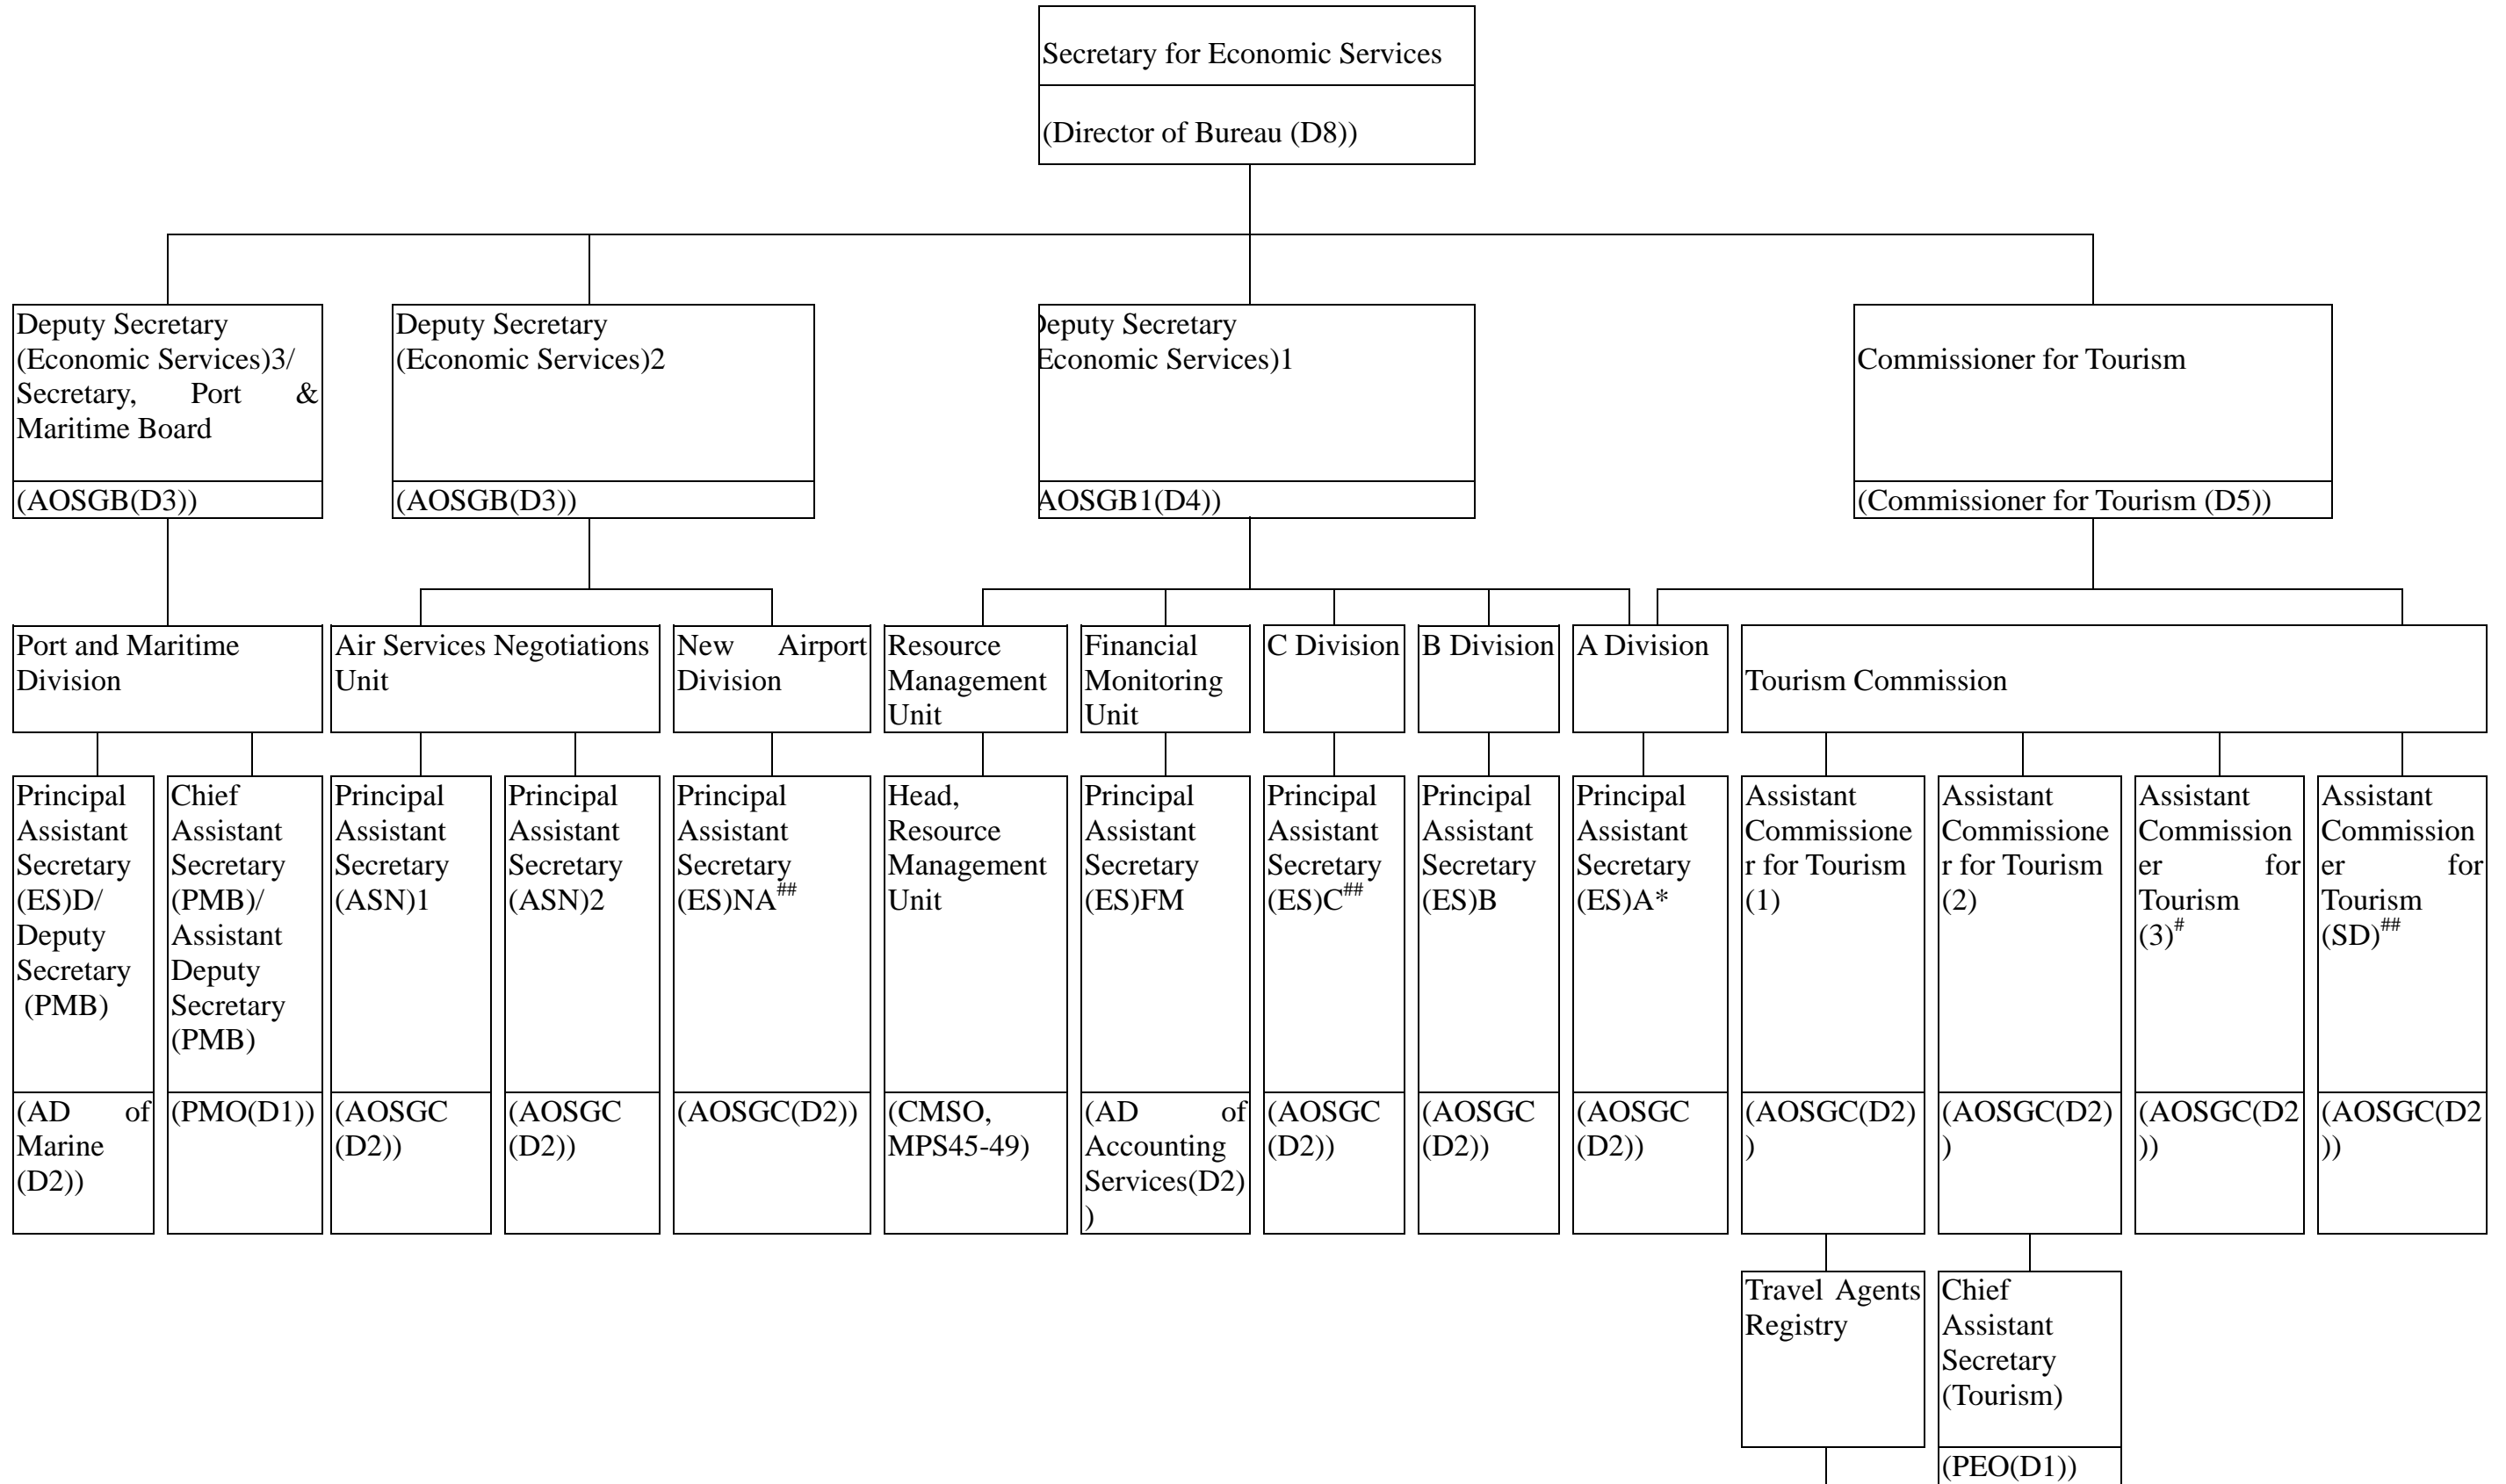 Secretary for Economic Services
(Director of Bureau (D8))
Deputy Secretary
(Economic Services)3/
Secretary, Port &
Maritime Board
(AOSGB(D3))
Deputy Secretary
(Economic Services)2
(AOSGB(D3))
Deputy Secretary
Economic Services)1
AOSGB1(D4))
Commissioner for Tourism
(Commissioner for Tourism (D5))
Port and Maritime
Division
Air Services Negotiations
Unit
New Airport
Division
Resource
Management
Unit
Financial
Monitoring
Unit
C Division
B Division
A Division
Tourism Commission
Principal
Assistant
Secretary
(ES)D/
Deputy
Secretary
(PMB)
(AD of
Marine
(D2))
Chief
Assistant
Secretary
(PMB)/
Assistant
Deputy
Secretary
(PMB)
(PMO(D1))
Principal
Assistant
Secretary
(ASN)1
(AOSGC
(D2))
Principal
Assistant
Secretary
(ASN)2
(AOSGC
(D2))
Principal
Assistant
Secretary
(ES)NA##
(AOSGC(D2))
Head,
Resource
Management
Unit
(CMSO,
MPS45-49)
Principal
Assistant
Secretary
(ES)FM
(AD of
Accounting
Services(D2)
)
Principal
Assistant
Secretary
(ES)C##
(AOSGC
(D2))
Principal
Assistant
Secretary
(ES)B
(AOSGC
(D2))
Principal
Assistant
Secretary
(ES)A*
(AOSGC
(D2))
Assistant
Commissione
r for Tourism
(1)
(AOSGC(D2)
)
Assistant
Commissione
r for Tourism
(2)
(AOSGC(D2)
)
Assistant
Commission
er for
Tourism
(3)#
(AOSGC(D2
))
Assistant
Commission
er for
Tourism
(SD)##
(AOSGC(D2
))
Travel Agents
Registry
Chief
Assistant
Secretary
(Tourism)
(PEO(D1))